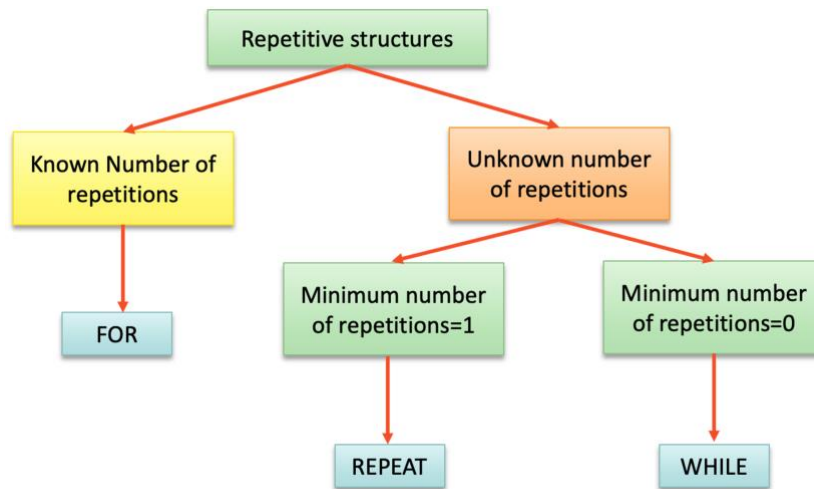 Repetitive structures
Known Number of
repetitions
Unknown number
of repetitions
FOR
Minimum number
of repetitions=1
Minimum number
of repetitions=0
REPEAT
WHILE